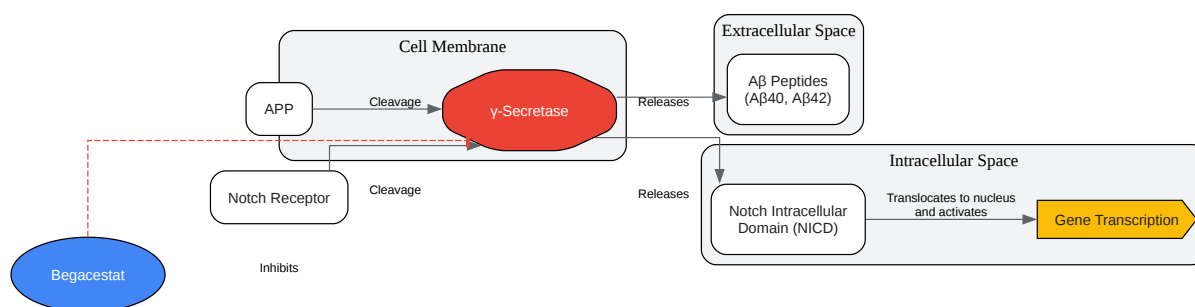 Extracellular Space
Cell Membrane
Aβ Peptides
(Aβ40, Aβ42)
APP
Cleavage
γ-Secretase
Releases
Intracellular Space
Notch Receptor
Cleavage
Releases
Notch Intracellular
Domain (NICD)
Translocates to nucleus
and activates
Gene Transcription
Begacestat
Inhibits